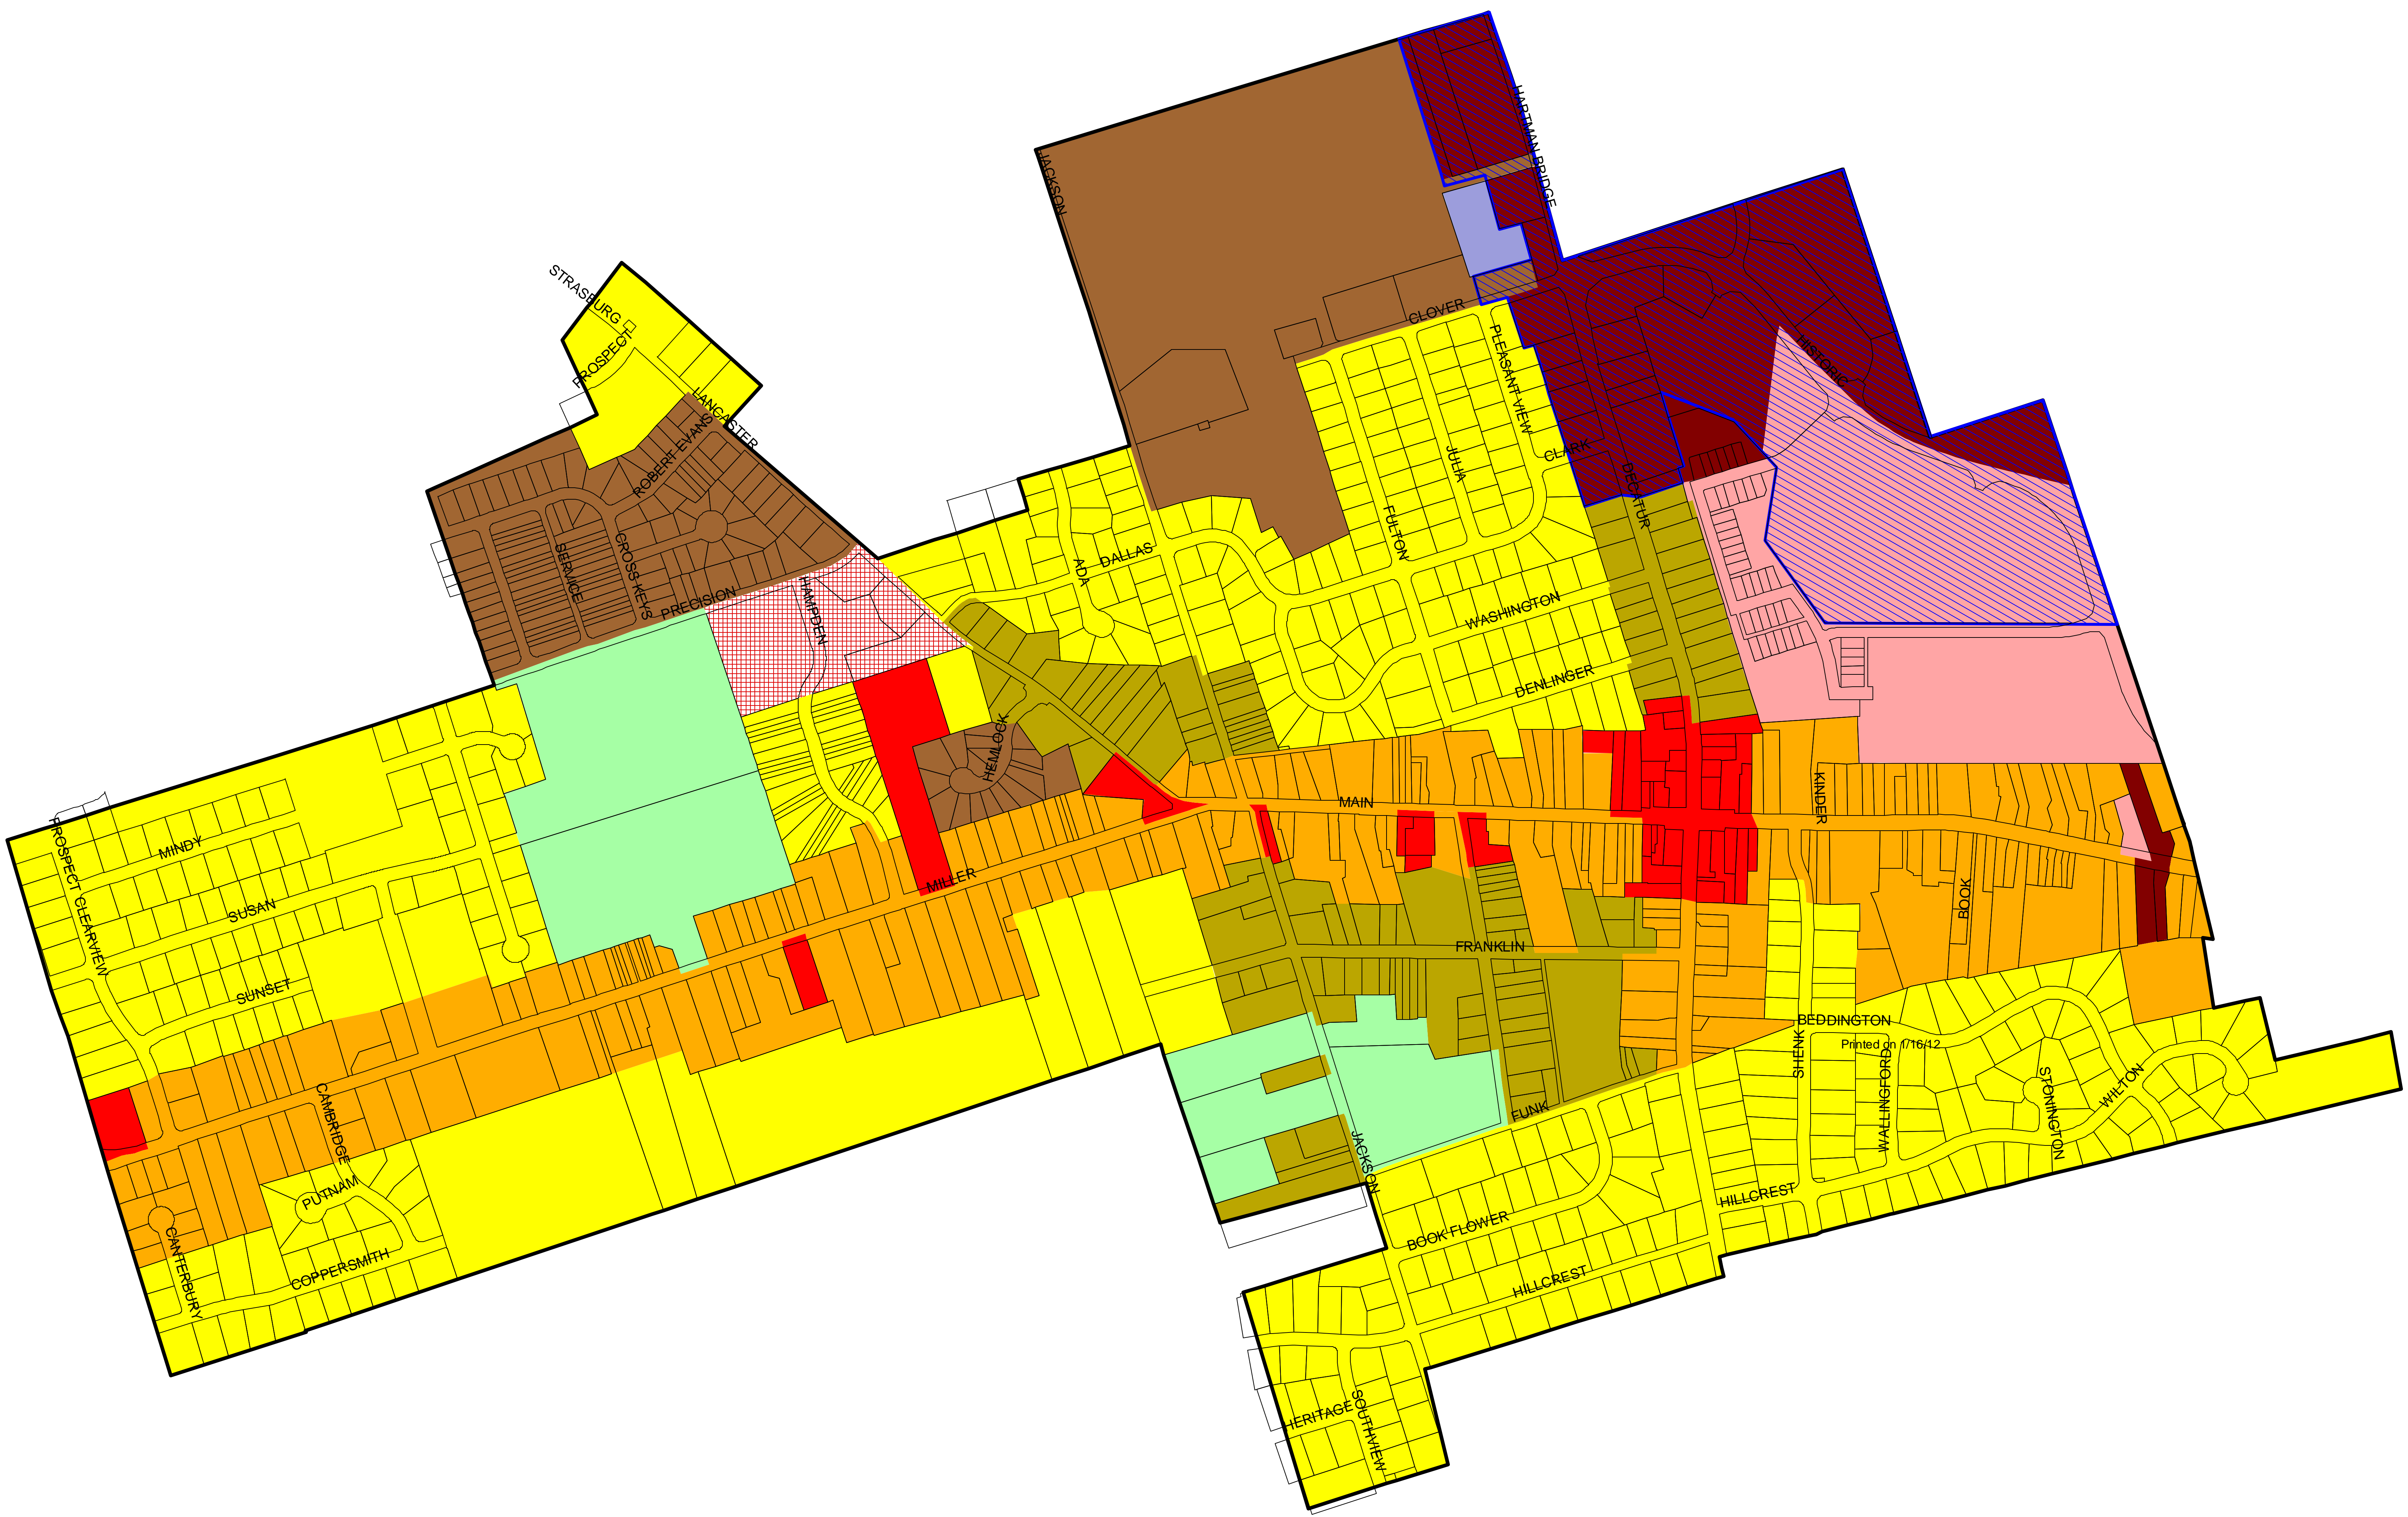 HARTMAN BRIDGE
JACKSON
STRASBURG
PROSPECT
CLOVER
PLEASANT VIEW
HISTORIC
LANCASTER
ROBERT EVANS
JULIA
CLARK
DECATUR
FULTON
SERVICE
CROSS KEYS
DALLAS
ADA
PRECISION
HAMPDEN
WASHINGTON
DENLINGER
HEMLOCK
MAIN
KINDER
PROSPECT
CLEARVIEW
MINDY
SUSAN
MILLER
BOOK
SUNSET
FRANKLIN
BEDDINGTON
Printed on 1/16/12
SHENK
WALLINGFORD
STONINGTON
WILTON
CAMBRIDGE
FUNK
JACKSON
PUTNAM
HILLCREST
CANTERBURY
COPPERSMITH
BOOK FLOWER
HILLCREST
HERITAGE
SOUTHVIEW